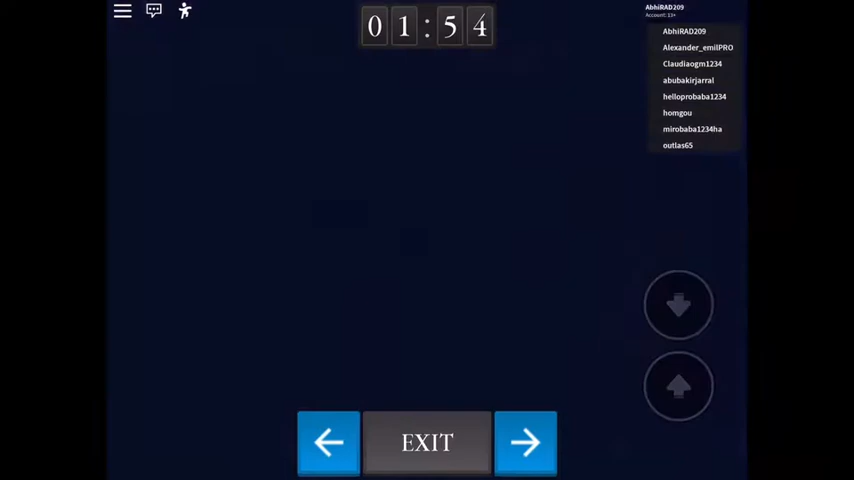 01:54
AbhiRAD209
Account: 13+
AbhiRAD209
Alexander_emilPRO
Claudiaogm1234
abubakirjarral
helloprobaba1234
homgou
mirobaba1234ha
outlas65
EXIT